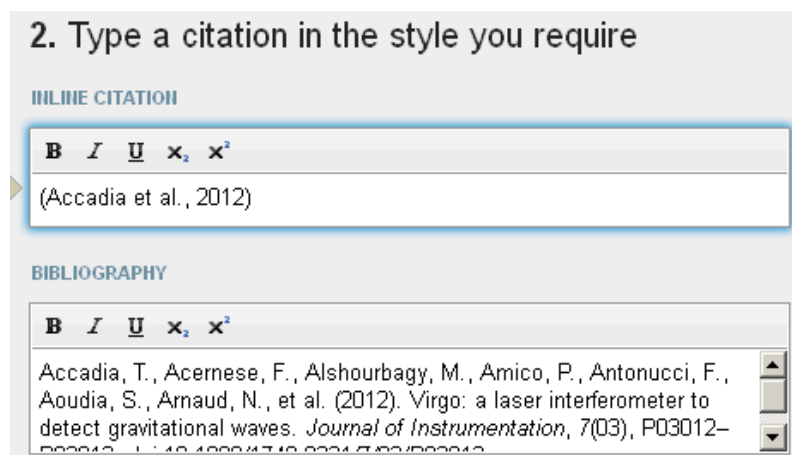 2. Type a citation in the style you require
INLINE CITATION
B I U x₂ x²
(Accadia et al., 2012)
BIBLIOGRAPHY
B I U x₂ x²
Accadia, T., Acernese, F., Alshourbagy, M., Amico, P., Antonucci, F.,
Aoudia, S., Arnaud, N., et al. (2012). Virgo: a laser interferometer to
detect gravitational waves. Journal of Instrumentation, 7(03), P03012–